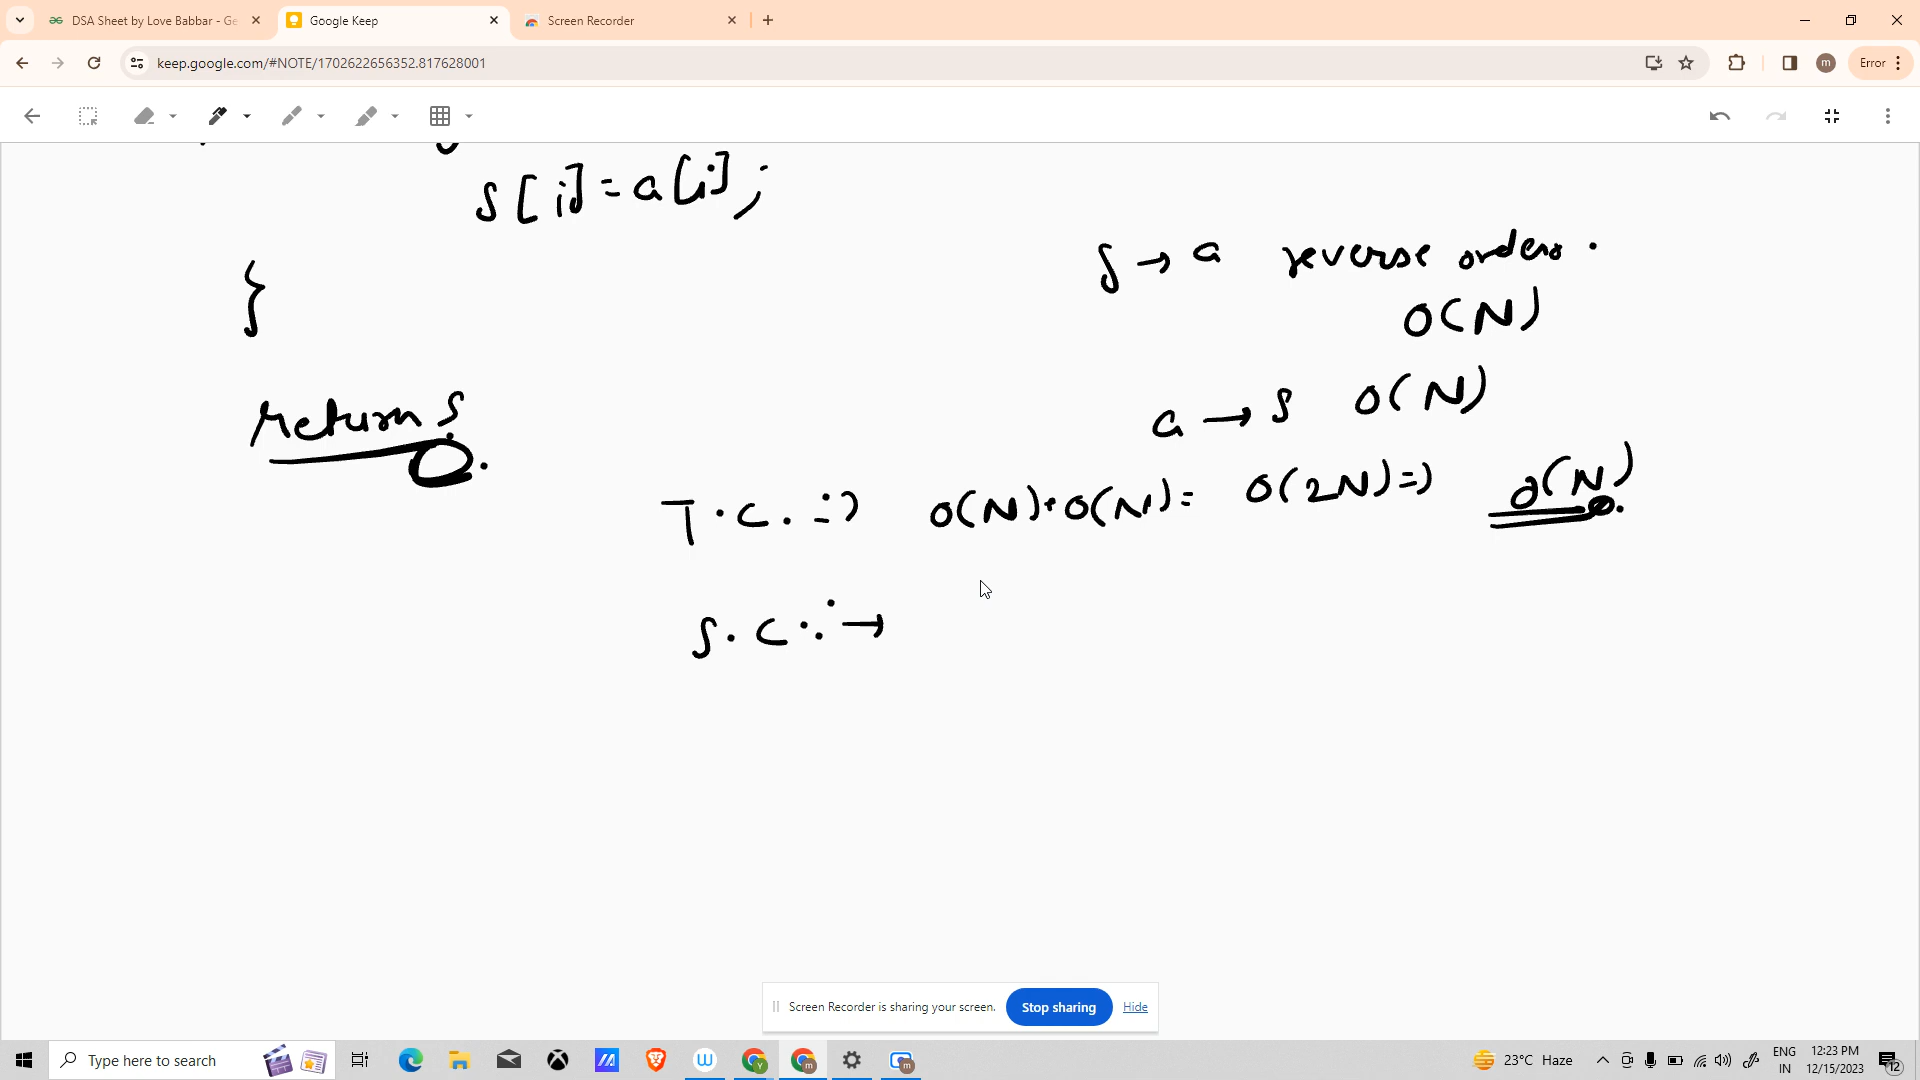 DSA Sheet by Love Babbar - Ge
Google Keep
Screen Recorder
keep.google.com/#NOTE/1702622656352.817628001
m
Error
s[i]=a[i];
}
s → a reverse orders.
O(N)
return s.
a → s O(N)
T.C. :=> O(N)+O(N)= O(2N)=> O(N).
S.C ∵→
Screen Recorder is sharing your screen. Stop sharing Hide
Type here to search
23°C Haze
ENG
IN
12:23 PM
12/15/2023
12